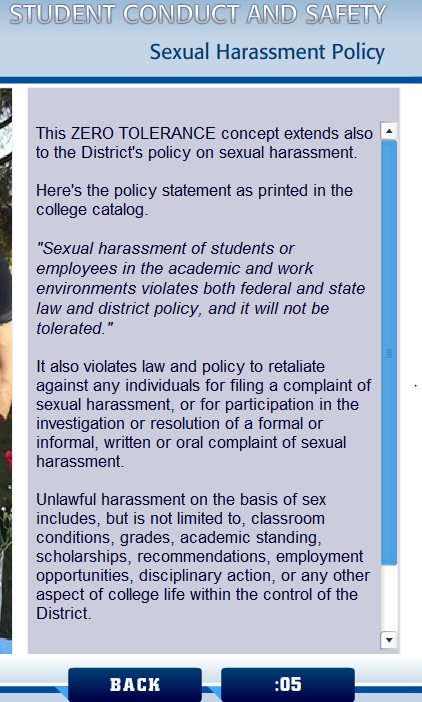 STUDENT CONDUCT AND SAFETY
Sexual Harassment Policy
This ZERO TOLERANCE concept extends also
to the District's policy on sexual harassment.
Here's the policy statement as printed in the
college catalog.
"Sexual harassment of students or
employees in the academic and work
environments violates both federal and state
law and district policy, and it will not be
tolerated."
It also violates law and policy to retaliate
against any individuals for filing a complaint of
sexual harassment, or for participation in the
investigation or resolution of a formal or
informal, written or oral complaint of sexual
harassment.
Unlawful harassment on the basis of sex
includes, but is not limited to, classroom
conditions, grades, academic standing,
scholarships, recommendations, employment
opportunities, disciplinary action, or any other
aspect of college life within the control of the
District.
BACK
:05